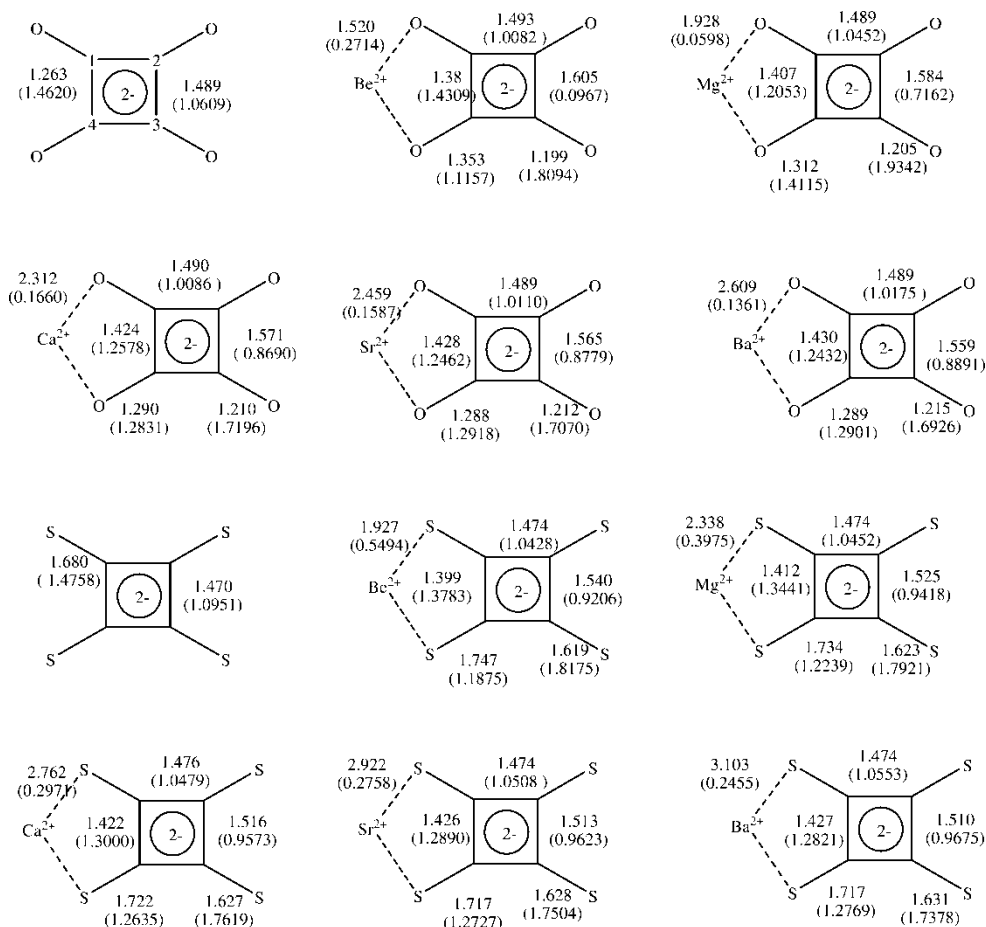 O O
1 2
1.263
(1.4620)
2-
1.489
(1.0609)
4 3
O O
1.520
(0.2714)
O
1.493
(1.0082)
O
Be2+
1.38
(1.4309)
2-
1.605
(0.0967)
O
1.353
(1.1157)
1.199
(1.8094)
O
1.928
(0.0598)
O
1.489
(1.0452)
O
Mg2+
1.407
(1.2053)
2-
1.584
(0.7162)
O
1.312
(1.4115)
1.205
(1.9342)
O
2.312
(0.1660)
O
1.490
(1.0086 )
O
Ca2+
1.424
(1.2578)
2-
1.571
( 0.8690)
O
1.290
(1.2831)
1.210
(1.7196)
O
2.459
(0.1587)
O
1.489
(1.0110)
O
Sr2+
1.428
(1.2462)
2-
1.565
(0.8779)
O
1.288
(1.2918)
1.212
(1.7070)
O
2.609
(0.1361)
O
1.489
(1.0175)
O
Ba2+
1.430
(1.2432)
2-
1.559
(0.8891)
O
1.289
(1.2901)
1.215
(1.6926)
O
S S
1.680
( 1.4758)
2-
1.470
(1.0951)
S S
1.927
(0.5494)
S
1.474
(1.0428)
S
Be2+
1.399
(1.3783)
2-
1.540
(0.9206)
S
1.747
(1.1875)
1.619
(1.8175)
S
2.338
(0.3975)
S
1.474
(1.0452)
S
Mg2+
1.412
(1.3441)
2-
1.525
(0.9418)
S
1.734
(1.2239)
1.623
(1.7921)
S
2.762
(0.2971)
S
1.476
(1.0479)
S
Ca2+
1.422
(1.3000)
2-
1.516
(0.9573)
S
1.722
(1.2635)
1.627
(1.7619)
S
2.922
(0.2758)
S
1.474
(1.0508 )
S
Sr2+
1.426
(1.2890)
2-
1.513
(0.9623)
S
1.717
(1.2727)
1.628
(1.7504)
S
3.103
(0.2455)
S
1.474
(1.0553)
S
Ba2+
1.427
(1.2821)
2-
1.510
(0.9675)
S
1.717
(1.2769)
1.631
(1.7378)
S